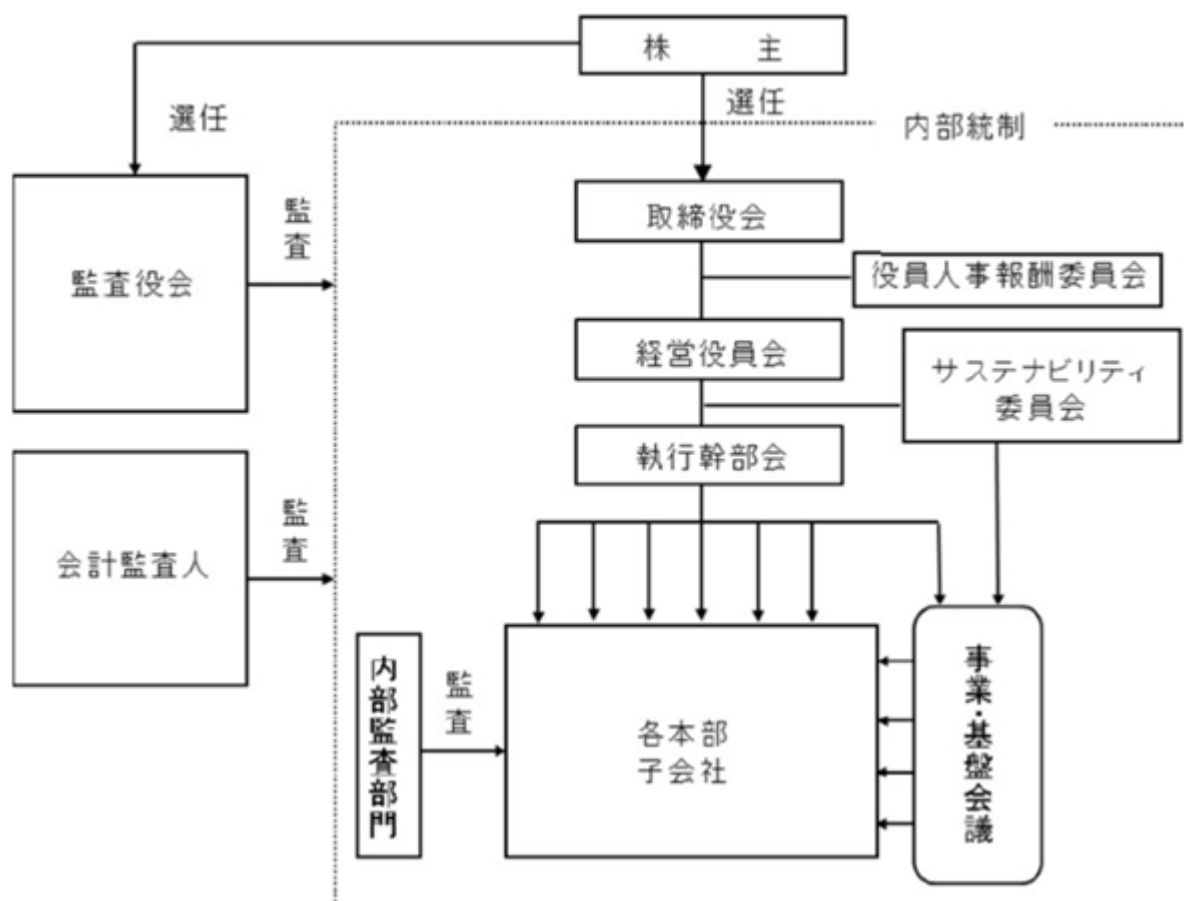 株 主
選任
選任
内部統制
取締役会
監査
監査役会
役員人事報酬委員会
経営役員会
サステナビリティ
委員会
執行幹部会
監査
会計監査人
内部監査部門
監査
各本部
子会社
事業・基盤会議